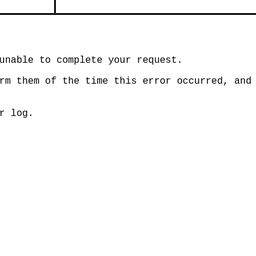 unable to complete your request.
rm them of the time this error occurred, and
r log.